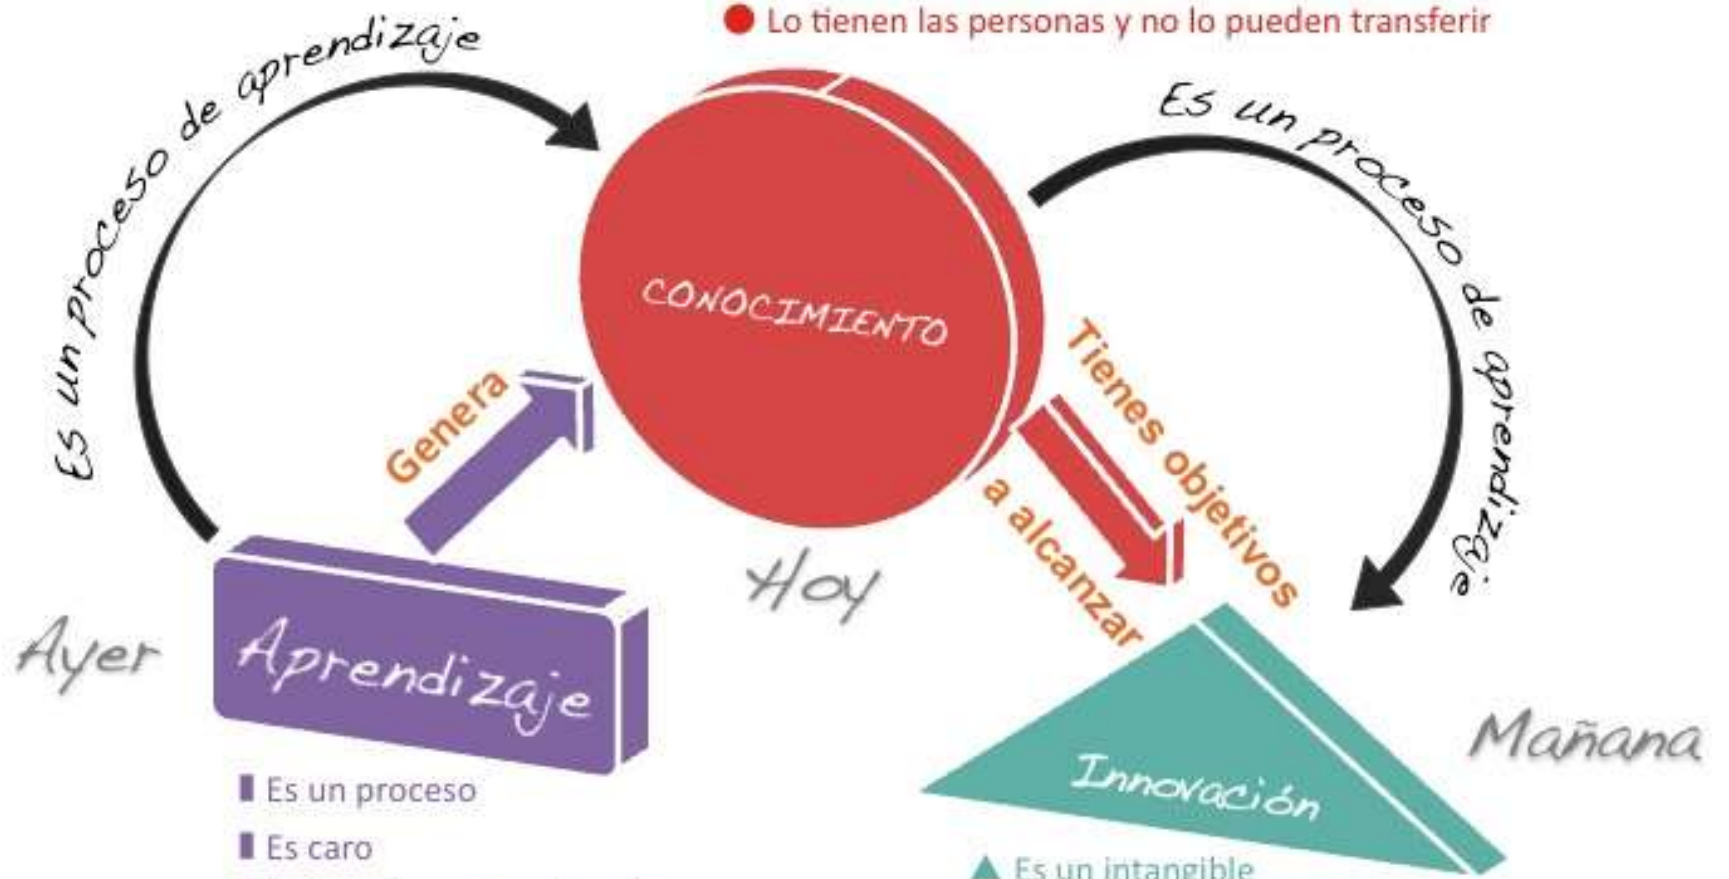 Lo tienen las personas y no lo pueden transferir
Es un proceso de aprendizaje
Es un proceso de aprendizaje
CONOCIMIENTO
Genera
Tienes objetivos
a alcanzar
Hoy
Ayer
Aprendizaje
Mañana
Innovación
Es un proceso
Es caro
Es un intangible